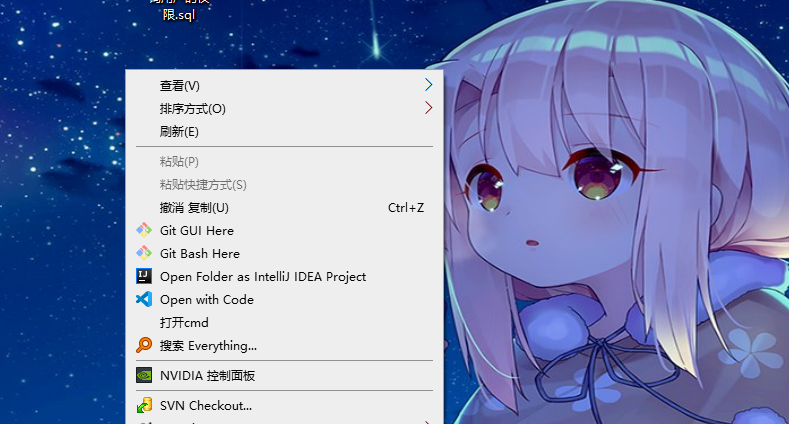 限.sql
查看(V)
排序方式(O)
刷新(E)
粘贴(P)
粘贴快捷方式(S)
撤消 复制(U) Ctrl+Z
Git GUI Here
Git Bash Here
Open Folder as IntelliJ IDEA Project
Open with Code
打开cmd
搜索 Everything...
NVIDIA 控制面板
SVN Checkout...